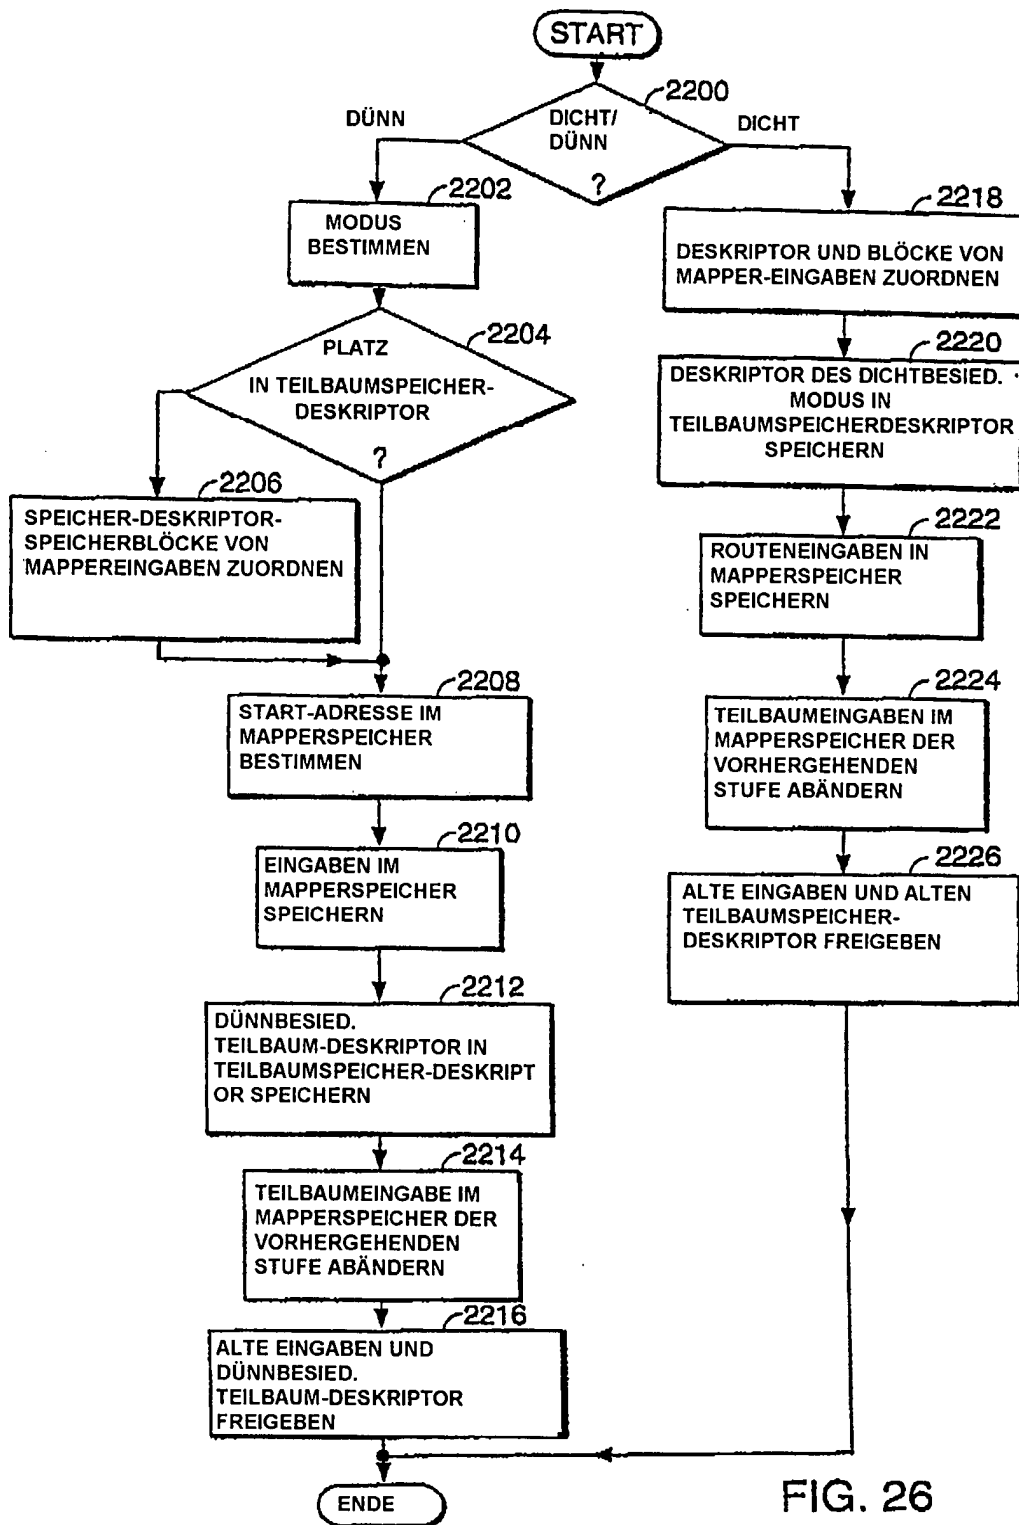 START
2200
DICHT/
DÜNN
?
DÜNN
DICHT
2202
MODUS
BESTIMMEN
2204
PLATZ
IN TEILBAUMSPEICHER-
DESKRIPTOR
?
2206
SPEICHER-DESKRIPTOR-
SPEICHERBLÖCKE VON
MAPPEREINGABEN ZUORDNEN
2208
START-ADRESSE IM
MAPPERSPEICHER
BESTIMMEN
2210
EINGABEN IM
MAPPERSPEICHER
SPEICHERN
2212
DÜNNBESIED.
TEILBAUM-DESKRIPTOR IN
TEILBAUMSPEICHER-DESKRIPT
OR SPEICHERN
2214
TEILBAUMEINGABE IM
MAPPERSPEICHER DER
VORHERGEHENDEN
STUFE ABÄNDERN
2216
ALTE EINGABEN UND
DÜNNBESIED.
TEILBAUM-DESKRIPTOR
FREIGEBEN
2218
DESKRIPTOR UND BLÖCKE VON
MAPPER-EINGABEN ZUORDNEN
2220
DESKRIPTOR DES DICHTBESIED.
MODUS IN
TEILBAUMSPEICHERDESKRIPTOR
SPEICHERN
2222
ROUTENEINGABEN IN
MAPPERSPEICHER
SPEICHERN
2224
TEILBAUMEINGABEN IM
MAPPERSPEICHER DER
VORHERGEHENDEN
STUFE ABÄNDERN
2226
ALTE EINGABEN UND ALTEN
TEILBAUMSPEICHER-
DESKRIPTOR FREIGEBEN
ENDE
FIG. 26